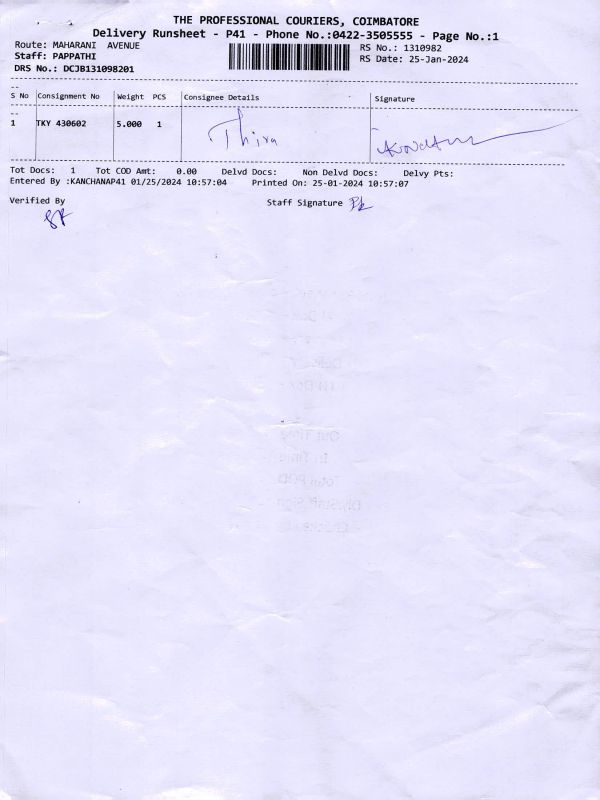 THE PROFESSIONAL COURIERS, COIMBATORE
Delivery Runsheet - P41 - Phone No.:0422-3505555 - Page No.:1
Route: MAHARANI AVENUE RS No.: 1310982
Staff: PAPPATHI RS Date: 25-Jan-2024
DRS No.: DCJB131098201
S No Consignment No Weight PCS Consignee Details Signature
1 TKY 430602 5.000 1 Thira
Tot Docs: 1 Tot COD Amt: 0.00 Delvd Docs: Non Delvd Docs: Delvy Pts:
Entered By :KANCHANAP41 01/25/2024 10:57:04 Printed On: 25-01-2024 10:57:07
Verified By Staff Signature